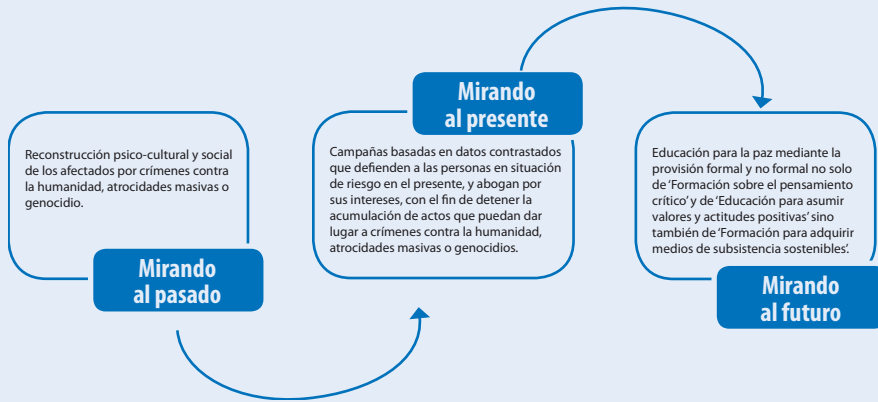 Reconstrucción psico-cultural y social
de los afectados por crímenes contra
la humanidad, atrocidades masivas o
genocidio.
Mirando
al pasado
Mirando
al presente
Campañas basadas en datos contrastados
que defienden a las personas en situación
de riesgo en el presente, y abogan por
sus intereses, con el fin de detener la
acumulación de actos que puedan dar
lugar a crímenes contra la humanidad,
atrocidades masivas o genocidios.
Educación para la paz mediante la
provisión formal y no formal no solo
de ‘Formación sobre el pensamiento
crítico’ y de ‘Educación para asumir
valores y actitudes positivas’ sino
también de ‘Formación para adquirir
medios de subsistencia sostenibles’.
Mirando
al futuro